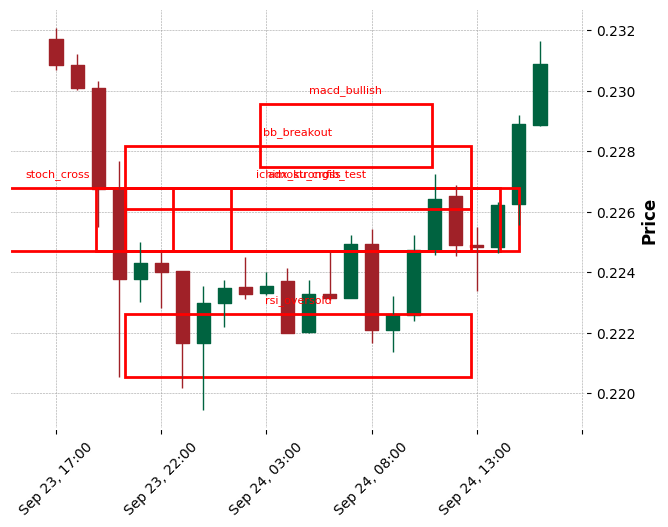 0.232
0.230
macd_bullish
bb_breakout
0.228
stoch_cross
0.226
0.224
rsi_oversold
0.222
0.220
Price
Sep 23, 17:00
Sep 23, 22:00
Sep 24, 03:00
Sep 24, 08:00
Sep 24, 13:00